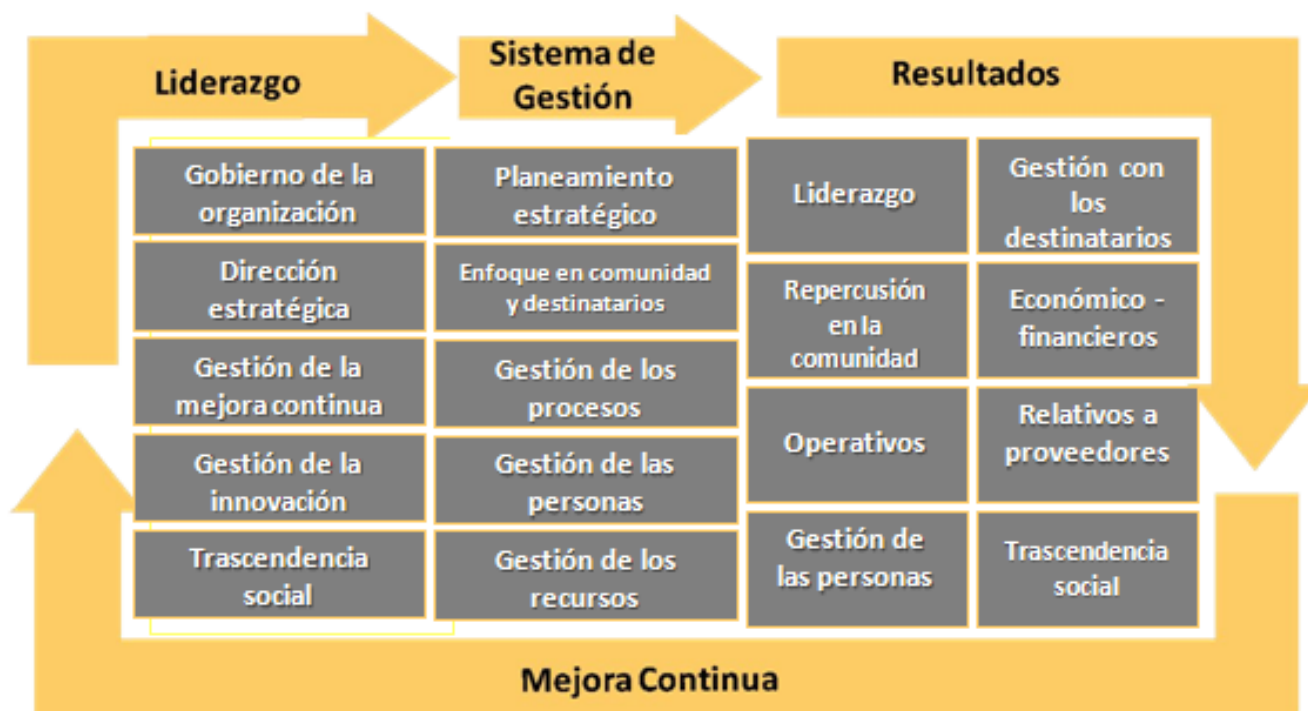 Liderazgo
Sistema de
Gestión
Resultados
Gobierno de la
organización
Dirección
estratégica
Gestión de la
mejora continua
Gestión de la
innovación
Trascendencia
social
Planeamiento
estratégico
Enfoque en comunidad
y destinatarios
Gestión de los
procesos
Gestión de las
personas
Gestión de los
recursos
Liderazgo
Repercusión
en la
comunidad
Operativos
Gestión de
las personas
Gestión con
los
destinatarios
Económico -
financieros
Relativos a
proveedores
Trascendencia
social
Mejora Continua